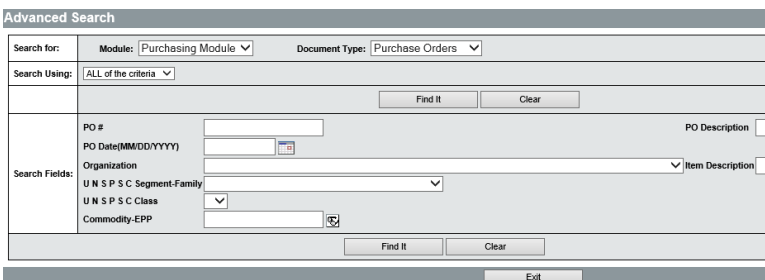 Advanced Search
Search for: Module: Purchasing Module Document Type: Purchase Orders
Search Using: ALL of the criteria
Find It Clear
PO # PO Description
PO Date(MM/DD/YYYY)
Organization Item Description
Search Fields:
U N S P S C Segment-Family
U N S P S C Class
Commodity-EPP
Find It Clear
Exit